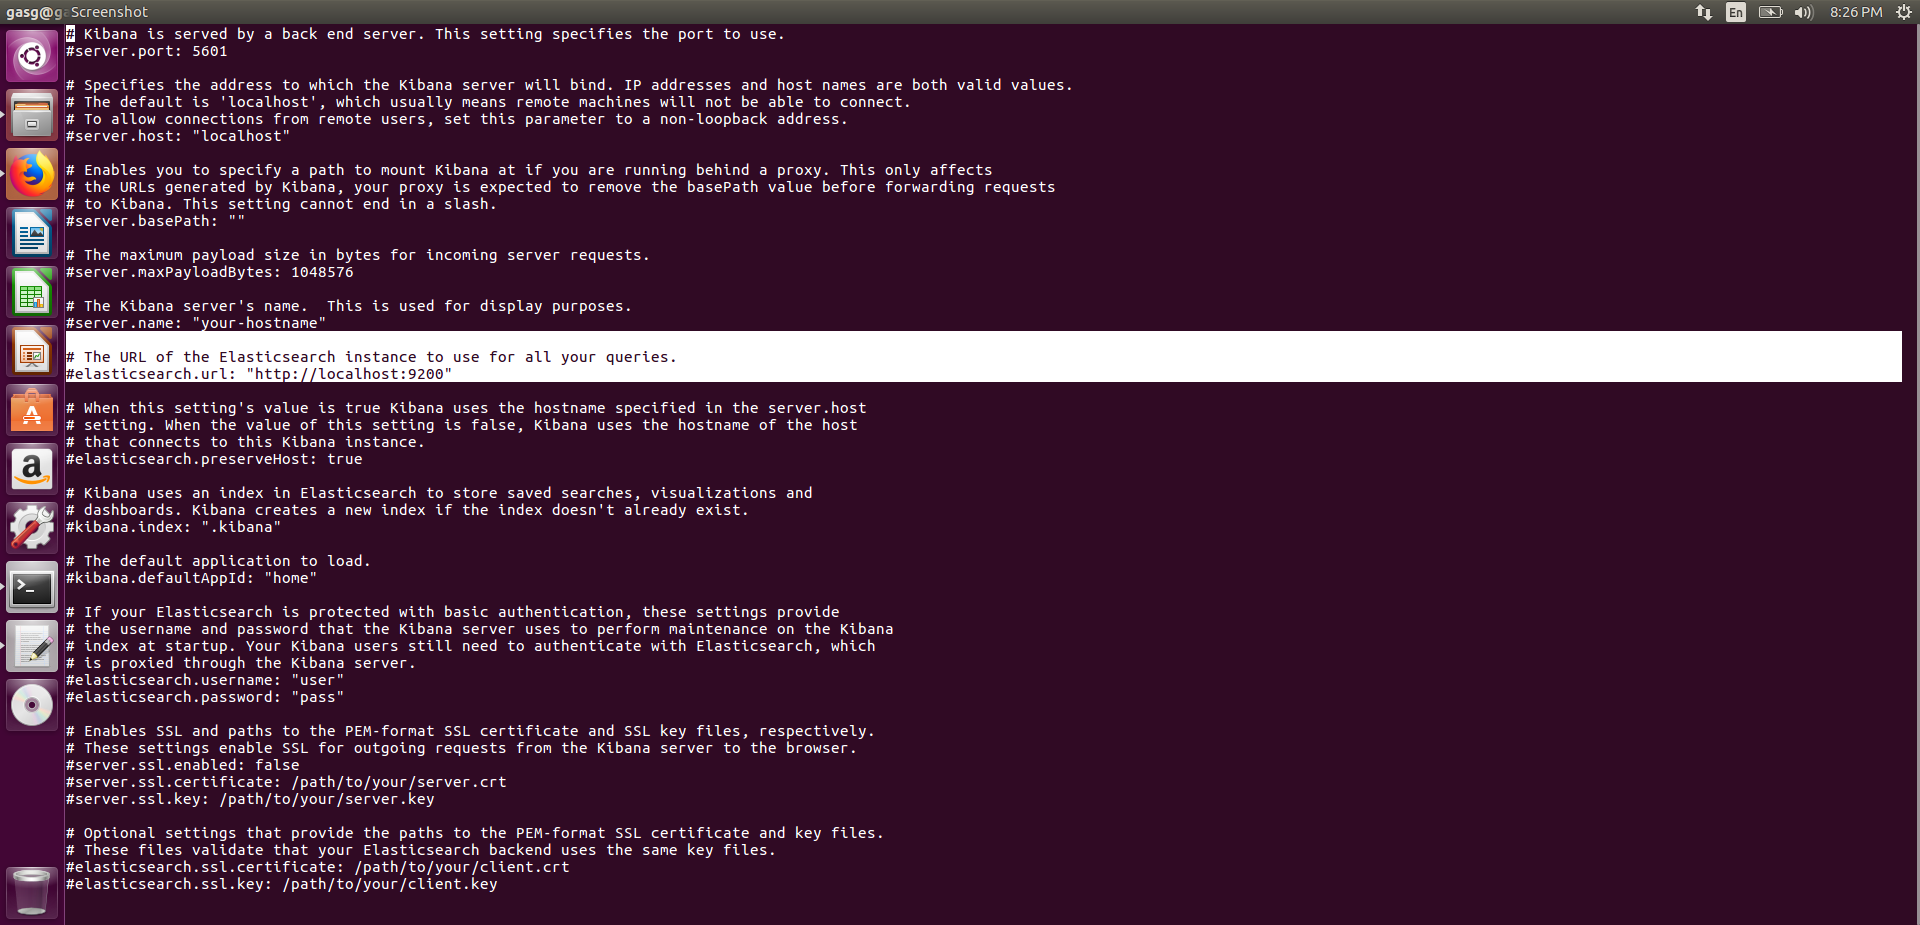 gasg@g Screenshot
En 8:26 PM
# Kibana is served by a back end server. This setting specifies the port to use.
#server.port: 5601
# Specifies the address to which the Kibana server will bind. IP addresses and host names are both valid values.
# The default is 'localhost', which usually means remote machines will not be able to connect.
# To allow connections from remote users, set this parameter to a non-loopback address.
#server.host: "localhost"
# Enables you to specify a path to mount Kibana at if you are running behind a proxy. This only affects
# the URLs generated by Kibana, your proxy is expected to remove the basePath value before forwarding requests
# to Kibana. This setting cannot end in a slash.
#server.basePath: ""
# The maximum payload size in bytes for incoming server requests.
#server.maxPayloadBytes: 1048576
# The Kibana server's name.  This is used for display purposes.
#server.name: "your-hostname"
# The URL of the Elasticsearch instance to use for all your queries.
#elasticsearch.url: "http://localhost:9200"
# When this setting's value is true Kibana uses the hostname specified in the server.host
# setting. When the value of this setting is false, Kibana uses the hostname of the host
# that connects to this Kibana instance.
#elasticsearch.preserveHost: true
# Kibana uses an index in Elasticsearch to store saved searches, visualizations and
# dashboards. Kibana creates a new index if the index doesn't already exist.
#kibana.index: ".kibana"
# The default application to load.
#kibana.defaultAppId: "home"
# If your Elasticsearch is protected with basic authentication, these settings provide
# the username and password that the Kibana server uses to perform maintenance on the Kibana
# index at startup. Your Kibana users still need to authenticate with Elasticsearch, which
# is proxied through the Kibana server.
#elasticsearch.username: "user"
#elasticsearch.password: "pass"
# Enables SSL and paths to the PEM-format SSL certificate and SSL key files, respectively.
# These settings enable SSL for outgoing requests from the Kibana server to the browser.
#server.ssl.enabled: false
#server.ssl.certificate: /path/to/your/server.crt
#server.ssl.key: /path/to/your/server.key
# Optional settings that provide the paths to the PEM-format SSL certificate and key files.
# These files validate that your Elasticsearch backend uses the same key files.
#elasticsearch.ssl.certificate: /path/to/your/client.crt
#elasticsearch.ssl.key: /path/to/your/client.key